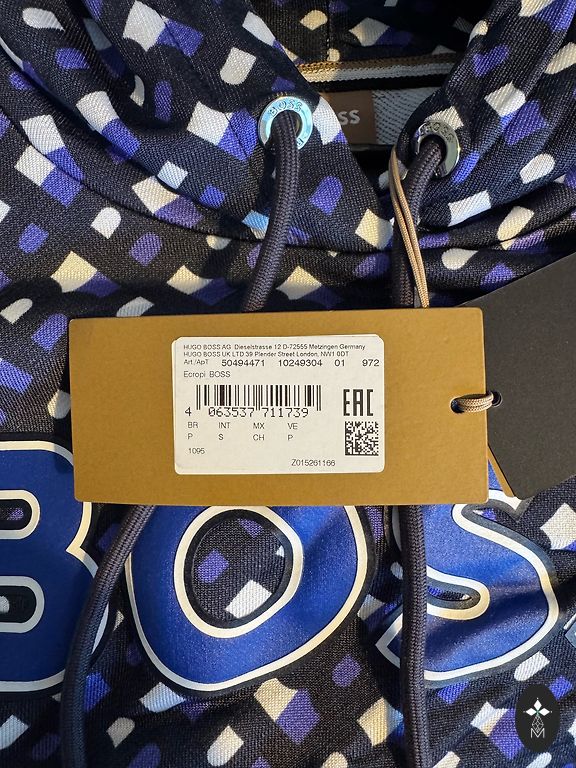 BOSS
BOSS
HUGO BOSS AG Dieselstrasse 12 D-72555 Metzingen Germany
HUGO BOSS UK LTD 39 Plender Street London, NW1 0DT
Art./Apт 50494471 10249304 01 972
Ecropi BOSS
4 063537 711739
EAC
BR INT MX VE
P S CH P
1095
Z015261166
BOS
M